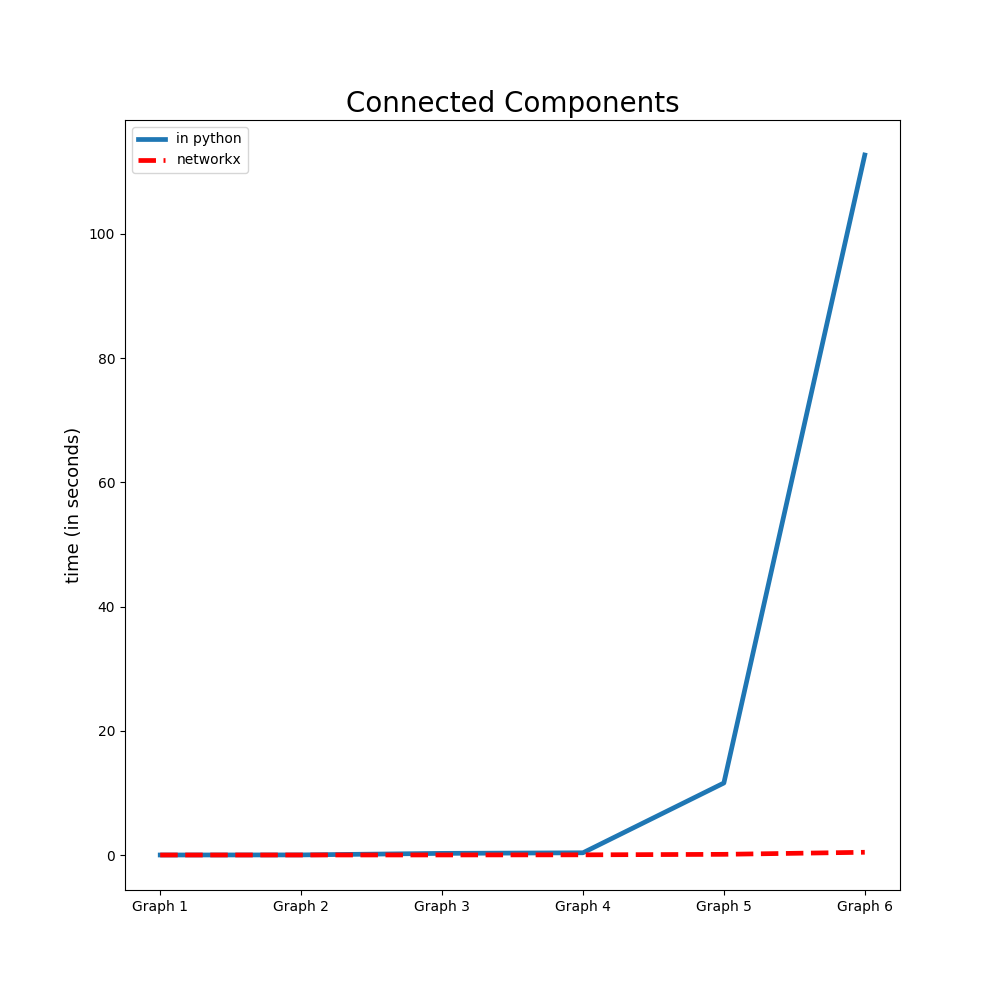 Connected Components
in python
networkx
time (in seconds)
100
80
60
40
20
0
Graph 1 Graph 2 Graph 3 Graph 4 Graph 5 Graph 6